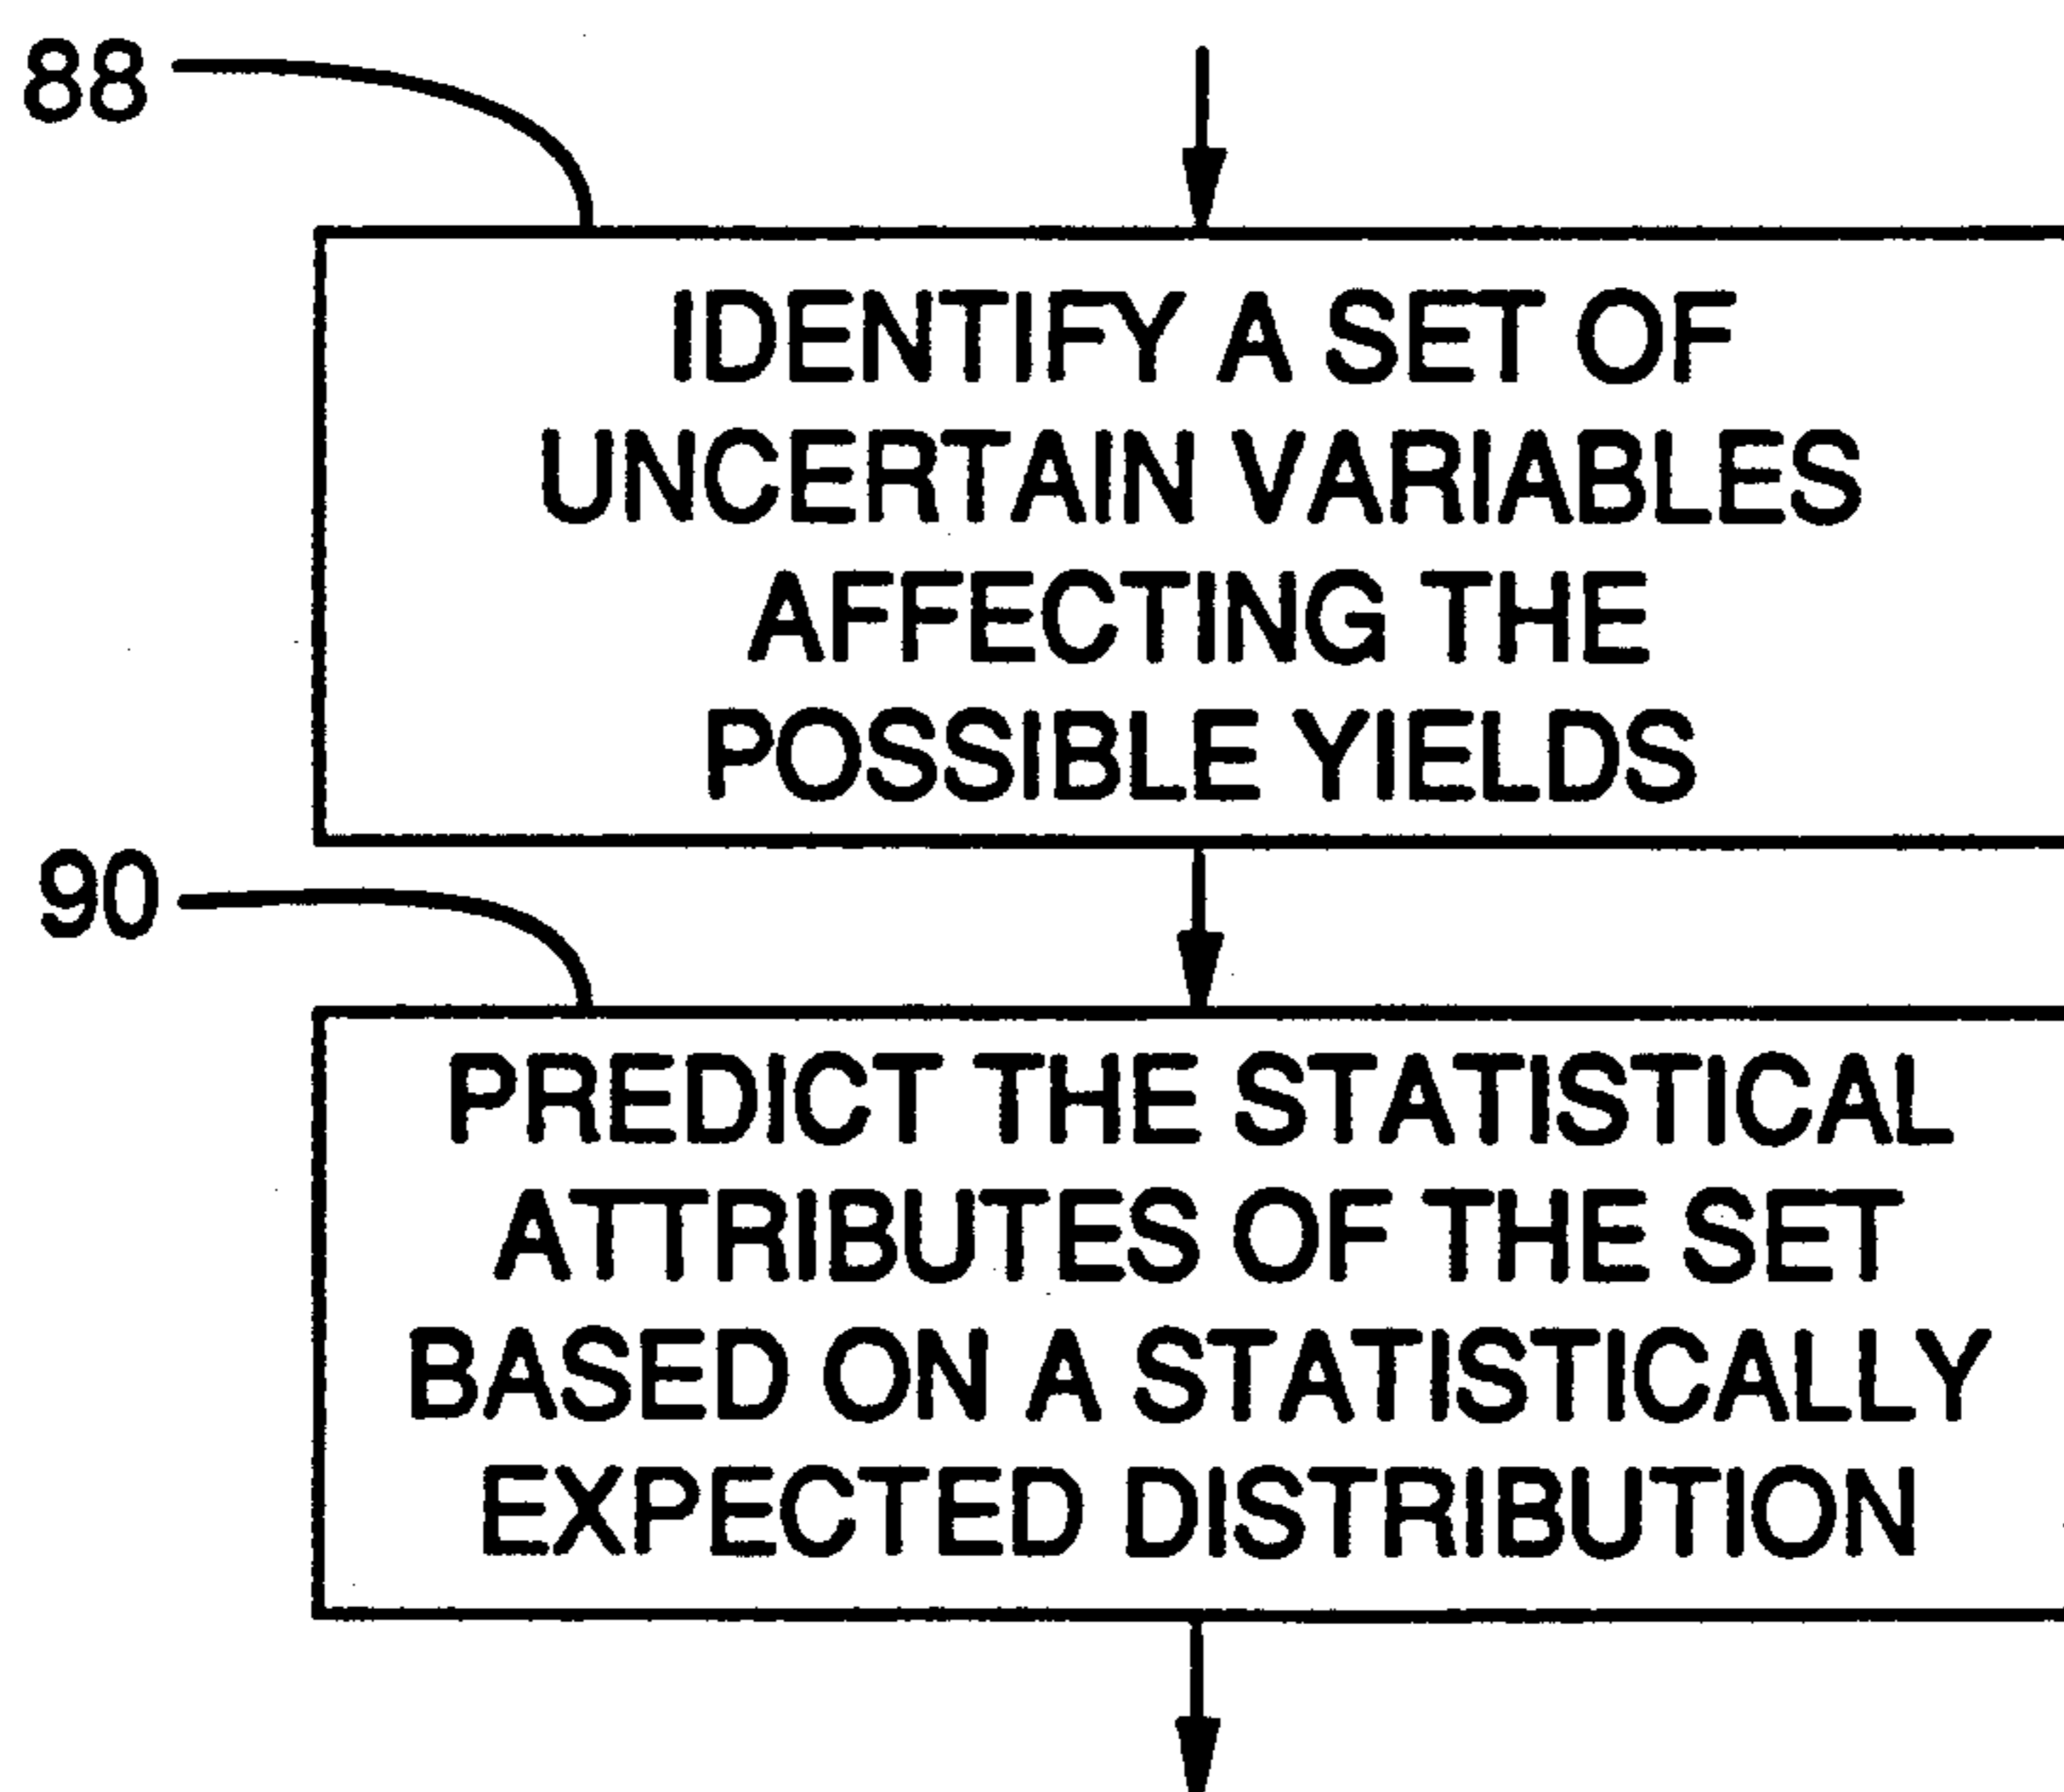 88
IDENTIFY A SET OF
UNCERTAIN VARIABLES
AFFECTING THE
POSSIBLE YIELDS
90
PREDICT THE STATISTICAL
ATTRIBUTES OF THE SET
BASED ON A STATISTICALLY
EXPECTED DISTRIBUTION